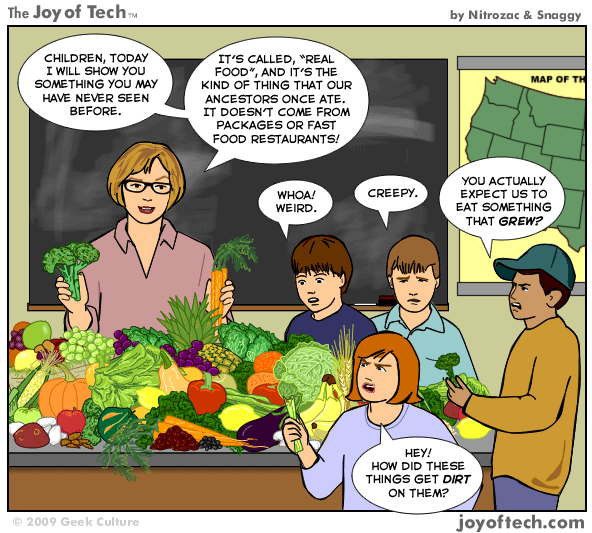 The Joy of Tech™
by Nitrozac & Snaggy
CHILDREN, TODAY
I WILL SHOW YOU
SOMETHING YOU MAY
HAVE NEVER SEEN
BEFORE.
IT'S CALLED, "REAL
FOOD", AND IT'S THE
KIND OF THING THAT OUR
ANCESTORS ONCE ATE.
IT DOESN'T COME FROM
PACKAGES OR FAST
FOOD RESTAURANTS!
MAP OF TH
WHOA!
WEIRD.
CREEPY.
YOU ACTUALLY
EXPECT US TO
EAT SOMETHING
THAT GREW?
HEY!
HOW DID THESE
THINGS GET DIRT
ON THEM?
© 2009 Geek Culture
joyoftech.com